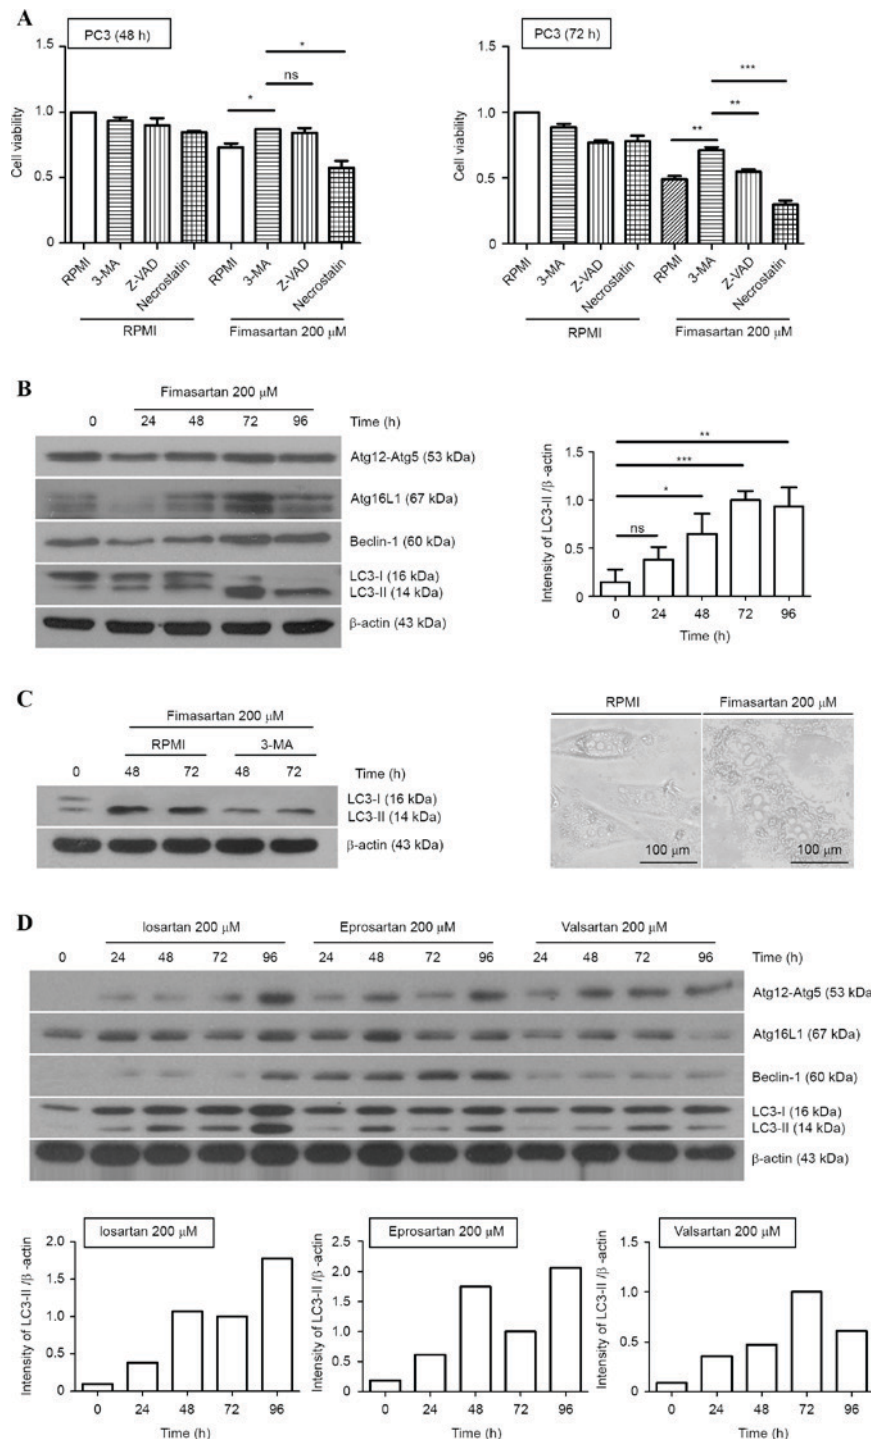 A
PC3 (48 h)
Cell viability
1.5
1.0
0.5
0
*
*
ns
RPMI
3-MA
Z-VAD
Necrostatin
RPMI
3-MA
Z-VAD
Necrostatin
RPMI
Fimasartan 200 µM
PC3 (72 h)
Cell viability
1.5
1.0
0.5
0
**
***
**
RPMI
3-MA
Z-VAD
Necrostatin
RPMI
3-MA
Z-VAD
Necrostatin
RPMI
Fimasartan 200 µM
B
Fimasartan 200 µM
0 24 48 72 96 Time (h)
Atg12-Atg5 (53 kDa)
Atg16L1 (67 kDa)
Beclin-1 (60 kDa)
LC3-I (16 kDa)
LC3-II (14 kDa)
β-actin (43 kDa)
Intensity of LC3-II /β -actin
1.5
1.0
0.5
0
**
***
*
ns
0 24 48 72 96
Time (h)
C
Fimasartan 200 µM
RPMI 3-MA
0 48 72 48 72 Time (h)
LC3-I (16 kDa)
LC3-II (14 kDa)
β-actin (43 kDa)
RPMI Fimasartan 200 µM
100 µm 100 µm
D
losartan 200 µM Eprosartan 200 µM Valsartan 200 µM
0 24 48 72 96 24 48 72 96 24 48 72 96 Time (h)
Atg12-Atg5 (53 kDa
Atg16L1 (67 kDa)
Beclin-1 (60 kDa)
LC3-I (16 kDa)
LC3-II (14 kDa)
β-actin (43 kDa)
losartan 200 µM
Intensity of LC3-II /β -actin
2.0
1.5
1.0
0.5
0
0 24 48 72 96
Time (h)
Eprosartan 200 µM
Intensity of LC3-II /β -actin
2.5
2.0
1.5
1.0
0.5
0
0 24 48 72 96
Time (h)
Valsartan 200 µM
Intensity of LC3-II /β -actin
1.5
1.0
0.5
0
0 24 48 72 96
Time (h)